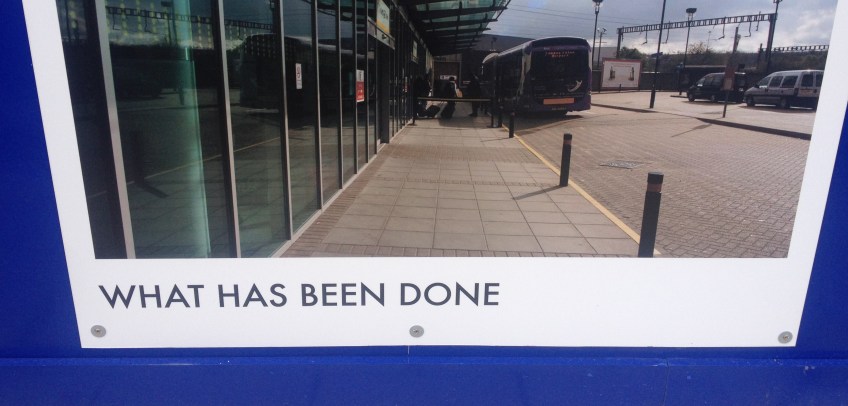 WHAT HAS BEEN DONE